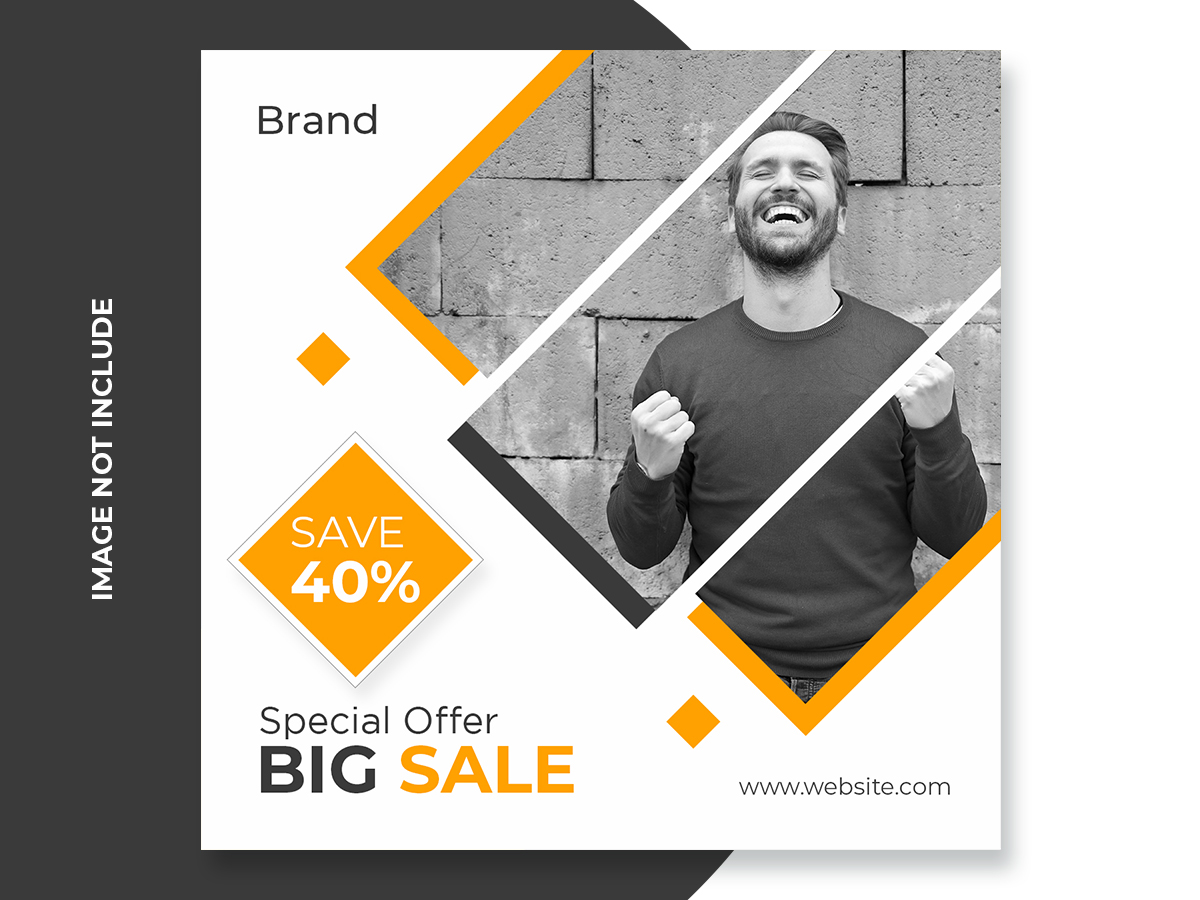 Brand
IMAGE NOT INCLUDE
SAVE
40%
Special Offer
BIG SALE
www.website.com